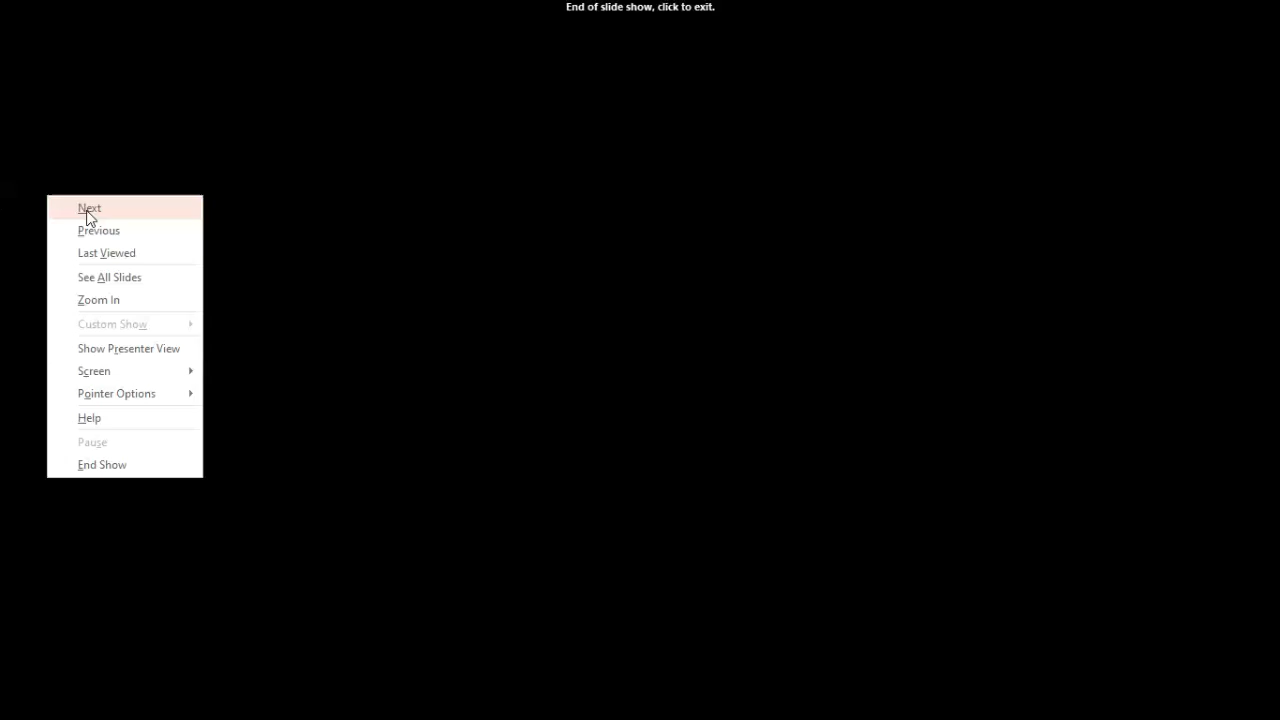 End of slide show, click to exit.
Next
Previous
Last Viewed
See All Slides
Zoom In
Custom Show
Show Presenter View
Screen
Pointer Options
Help
Pause
End Show